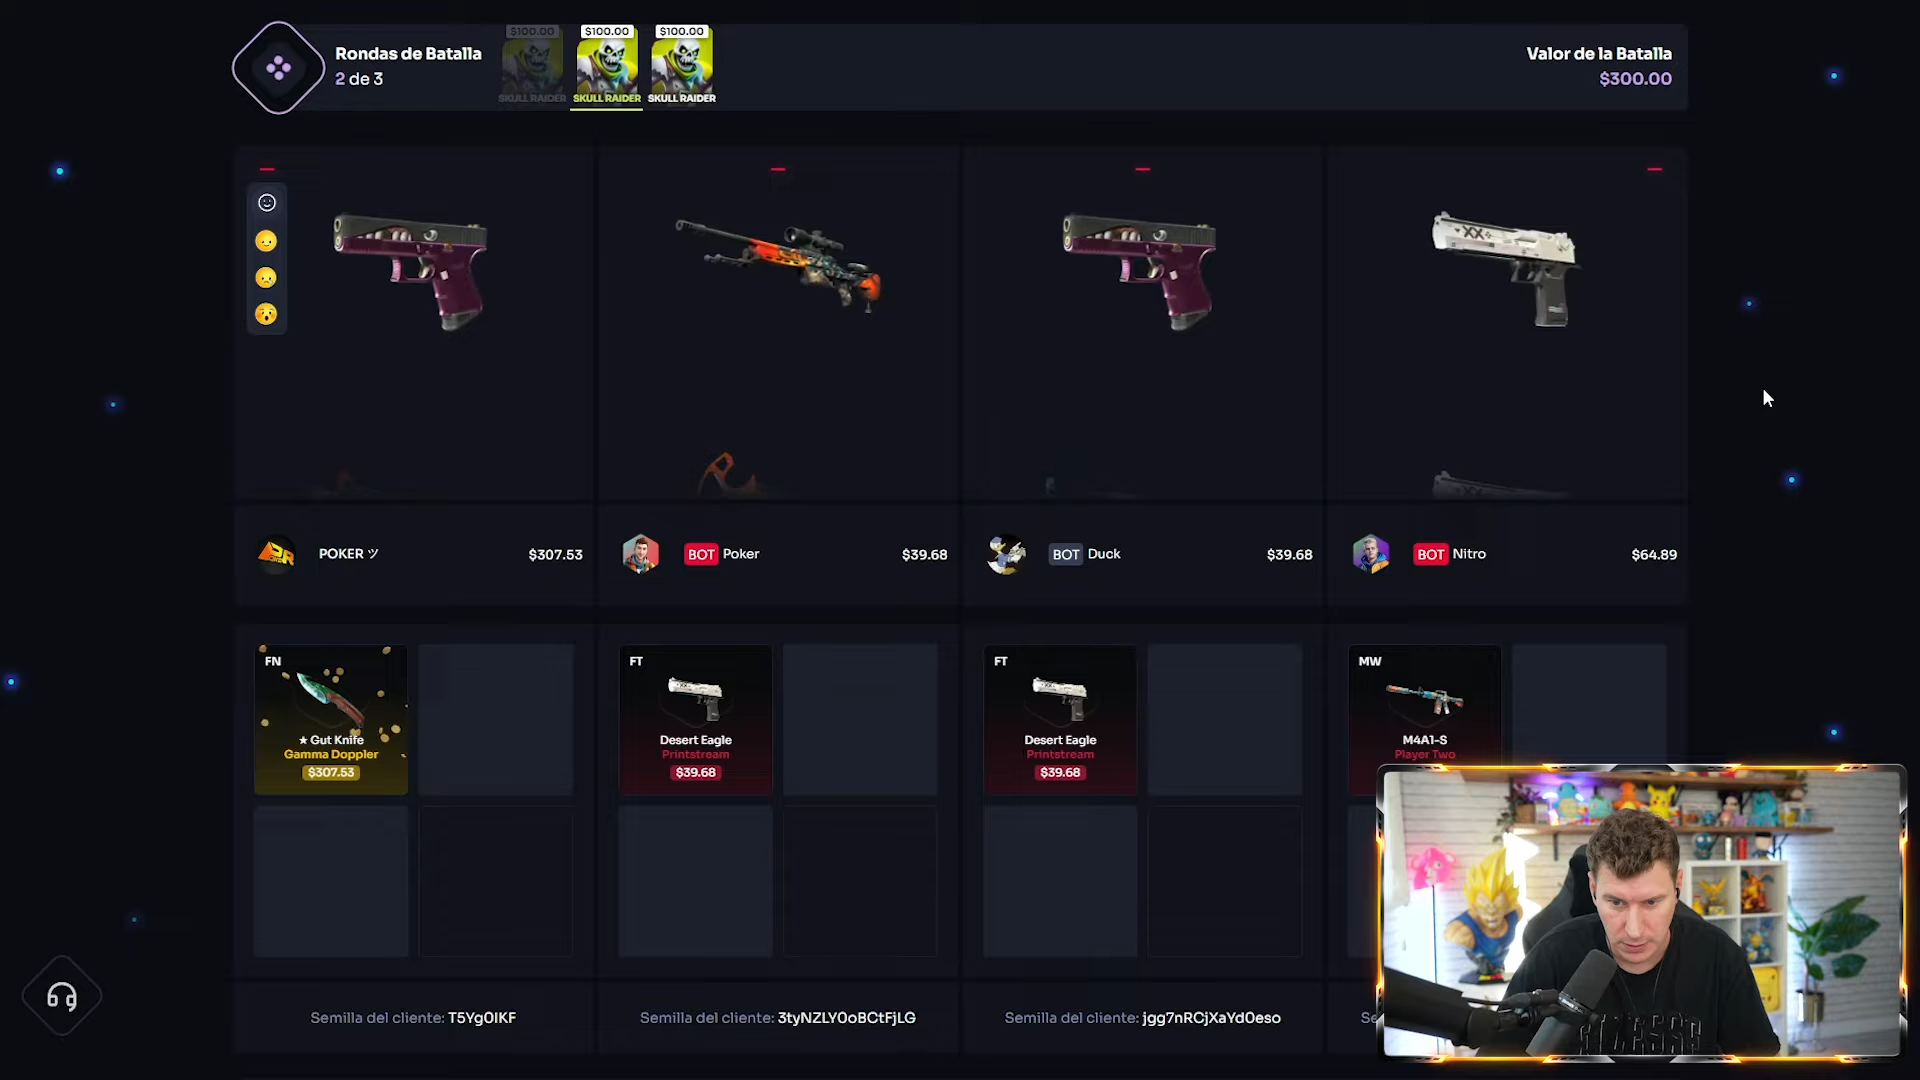 Rondas de Batalla
2 de 3
$100.00
SKULL RAIDER
$100.00
SKULL RAIDER
$100.00
SKULL RAIDER
Valor de la Batalla
$300.00
POKER ツ
$307.53
BOT Poker
$39.68
BOT Duck
$39.68
BOT Nitro
$64.89
FN
★ Gut Knife
Gamma Doppler
$307.53
FT
Desert Eagle
Printstream
$39.68
FT
Desert Eagle
Printstream
$39.68
MW
M4A1-S
Player Two
Semilla del cliente: T5Yg0IKF
Semilla del cliente: 3tyNZLY0oBCtFjLG
Semilla del cliente: jgg7nRCjXaYd0eso
Se